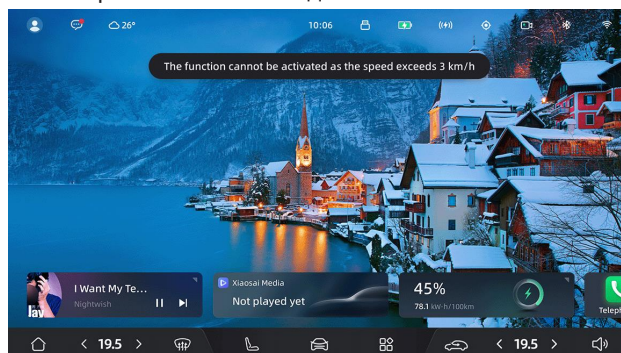 26°
10:06
The function cannot be activated as the speed exceeds 3 km/h
I Want My Te...
Nightwish
Xiaosai Media
Not played yet
45%
78.1 kW·h/100km
Teleph
< 19.5 >
< 19.5 >